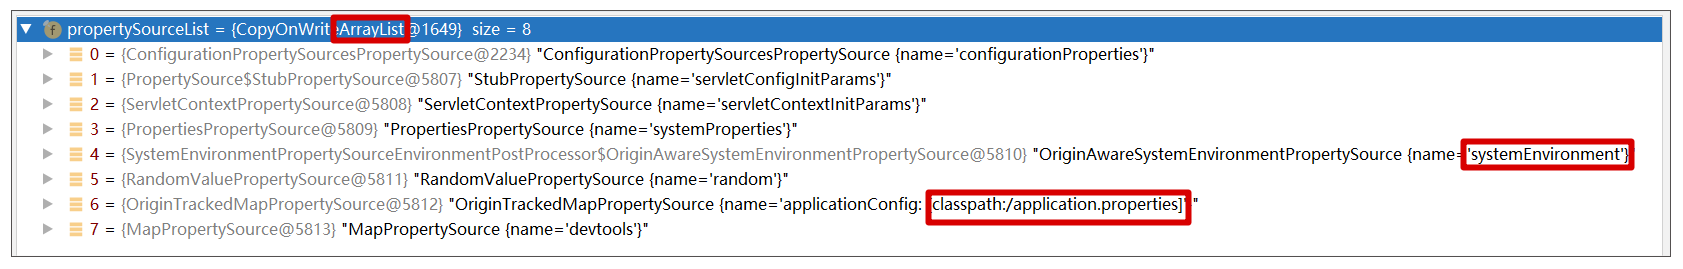 f propertySourceList = {CopyOnWriteArrayList@1649} size = 8
0 = {ConfigurationPropertySourcesPropertySource@2234} "ConfigurationPropertySourcesPropertySource {name='configurationProperties'}"
1 = {PropertySource$StubPropertySource@5807} "StubPropertySource {name='servletConfigInitParams'}"
2 = {ServletContextPropertySource@5808} "ServletContextPropertySource {name='servletContextInitParams'}"
3 = {PropertiesPropertySource@5809} "PropertiesPropertySource {name='systemProperties'}"
4 = {SystemEnvironmentPropertySourceEnvironmentPostProcessor$OriginAwareSystemEnvironmentPropertySource@5810} "OriginAwareSystemEnvironmentPropertySource {name='systemEnvironment'}
5 = {RandomValuePropertySource@5811} "RandomValuePropertySource {name='random'}"
6 = {OriginTrackedMapPropertySource@5812} "OriginTrackedMapPropertySource {name='applicationConfig: [classpath:/application.properties]'}"
7 = {MapPropertySource@5813} "MapPropertySource {name='devtools'}"